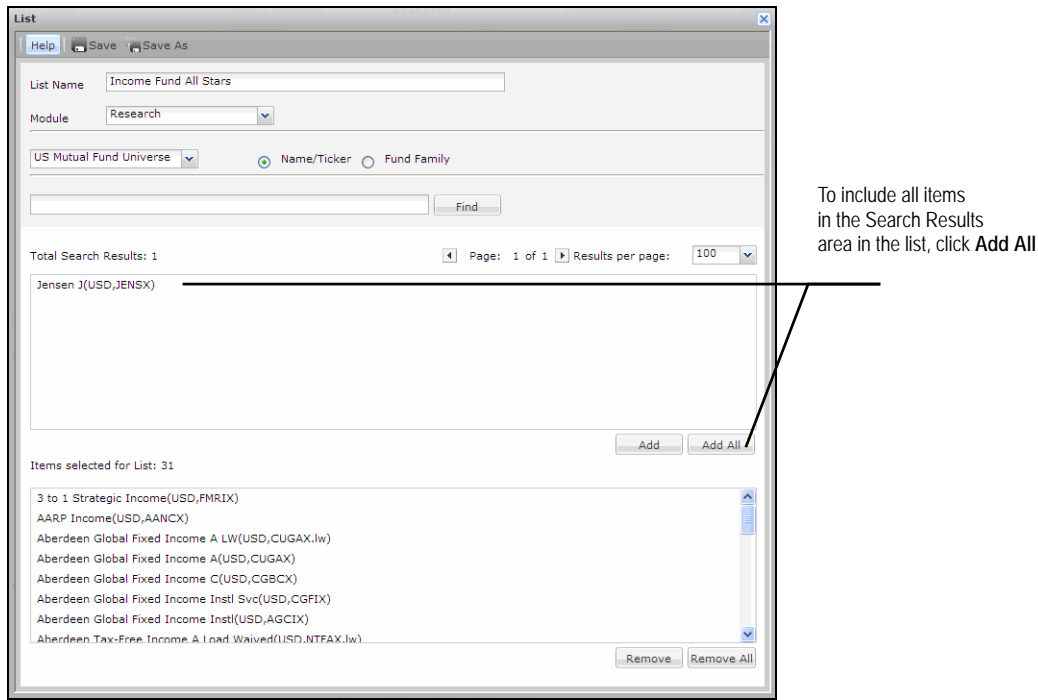 List
Help Save Save As
List Name Income Fund All Stars
Module Research
US Mutual Fund Universe Name/Ticker Fund Family
Find
To include all items
in the Search Results
area in the list, click Add All
Total Search Results: 1 Page: 1 of 1 Results per page: 100
Jensen J(USD,JENSX)
Add Add All
Items selected for List: 31
3 to 1 Strategic Income(USD,FMRIX)
AARP Income(USD,AANCX)
Aberdeen Global Fixed Income A LW(USD,CUGAX.lw)
Aberdeen Global Fixed Income A(USD,CUGAX)
Aberdeen Global Fixed Income C(USD,CGBCX)
Aberdeen Global Fixed Income Instl Svc(USD,CGFIX)
Aberdeen Global Fixed Income Instl(USD,AGCIX)
Aberdeen Tax-Free Income A Load Waived(USD,NTFAX.lw)
Remove Remove All